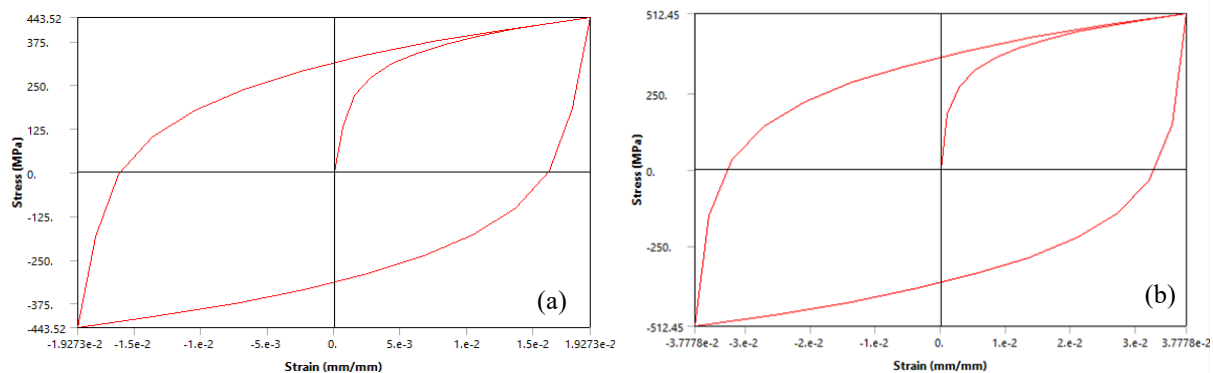 443.52
375.
250.
125.
0.
-125.
-250.
-375.
-443.52
Stress (MPa)
-1.9273e-2 -1.5e-2 -1.e-2 -5.e-3 0. 5.e-3 1.e-2 1.9273e-2
Strain (mm/mm)
(a)
512.45
250.
0.
-250.
-512.45
Stress (MPa)
-3.7778e-2 -3.e-2 -2.e-2 -1.e-2 0. 1.e-2 2.e-2 3.e-2 3.7778e-2
Strain (mm/mm)
(b)